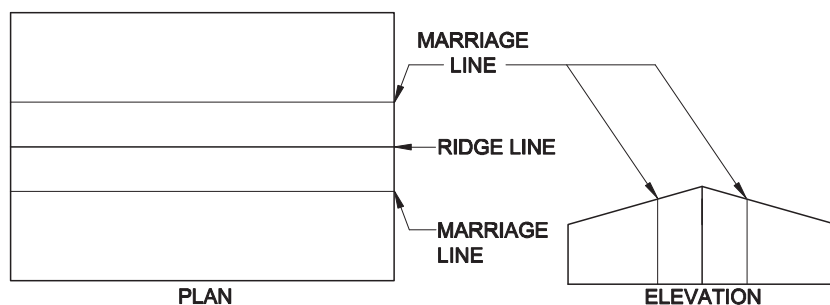 MARRIAGE
LINE
RIDGE LINE
MARRIAGE
LINE
PLAN
ELEVATION